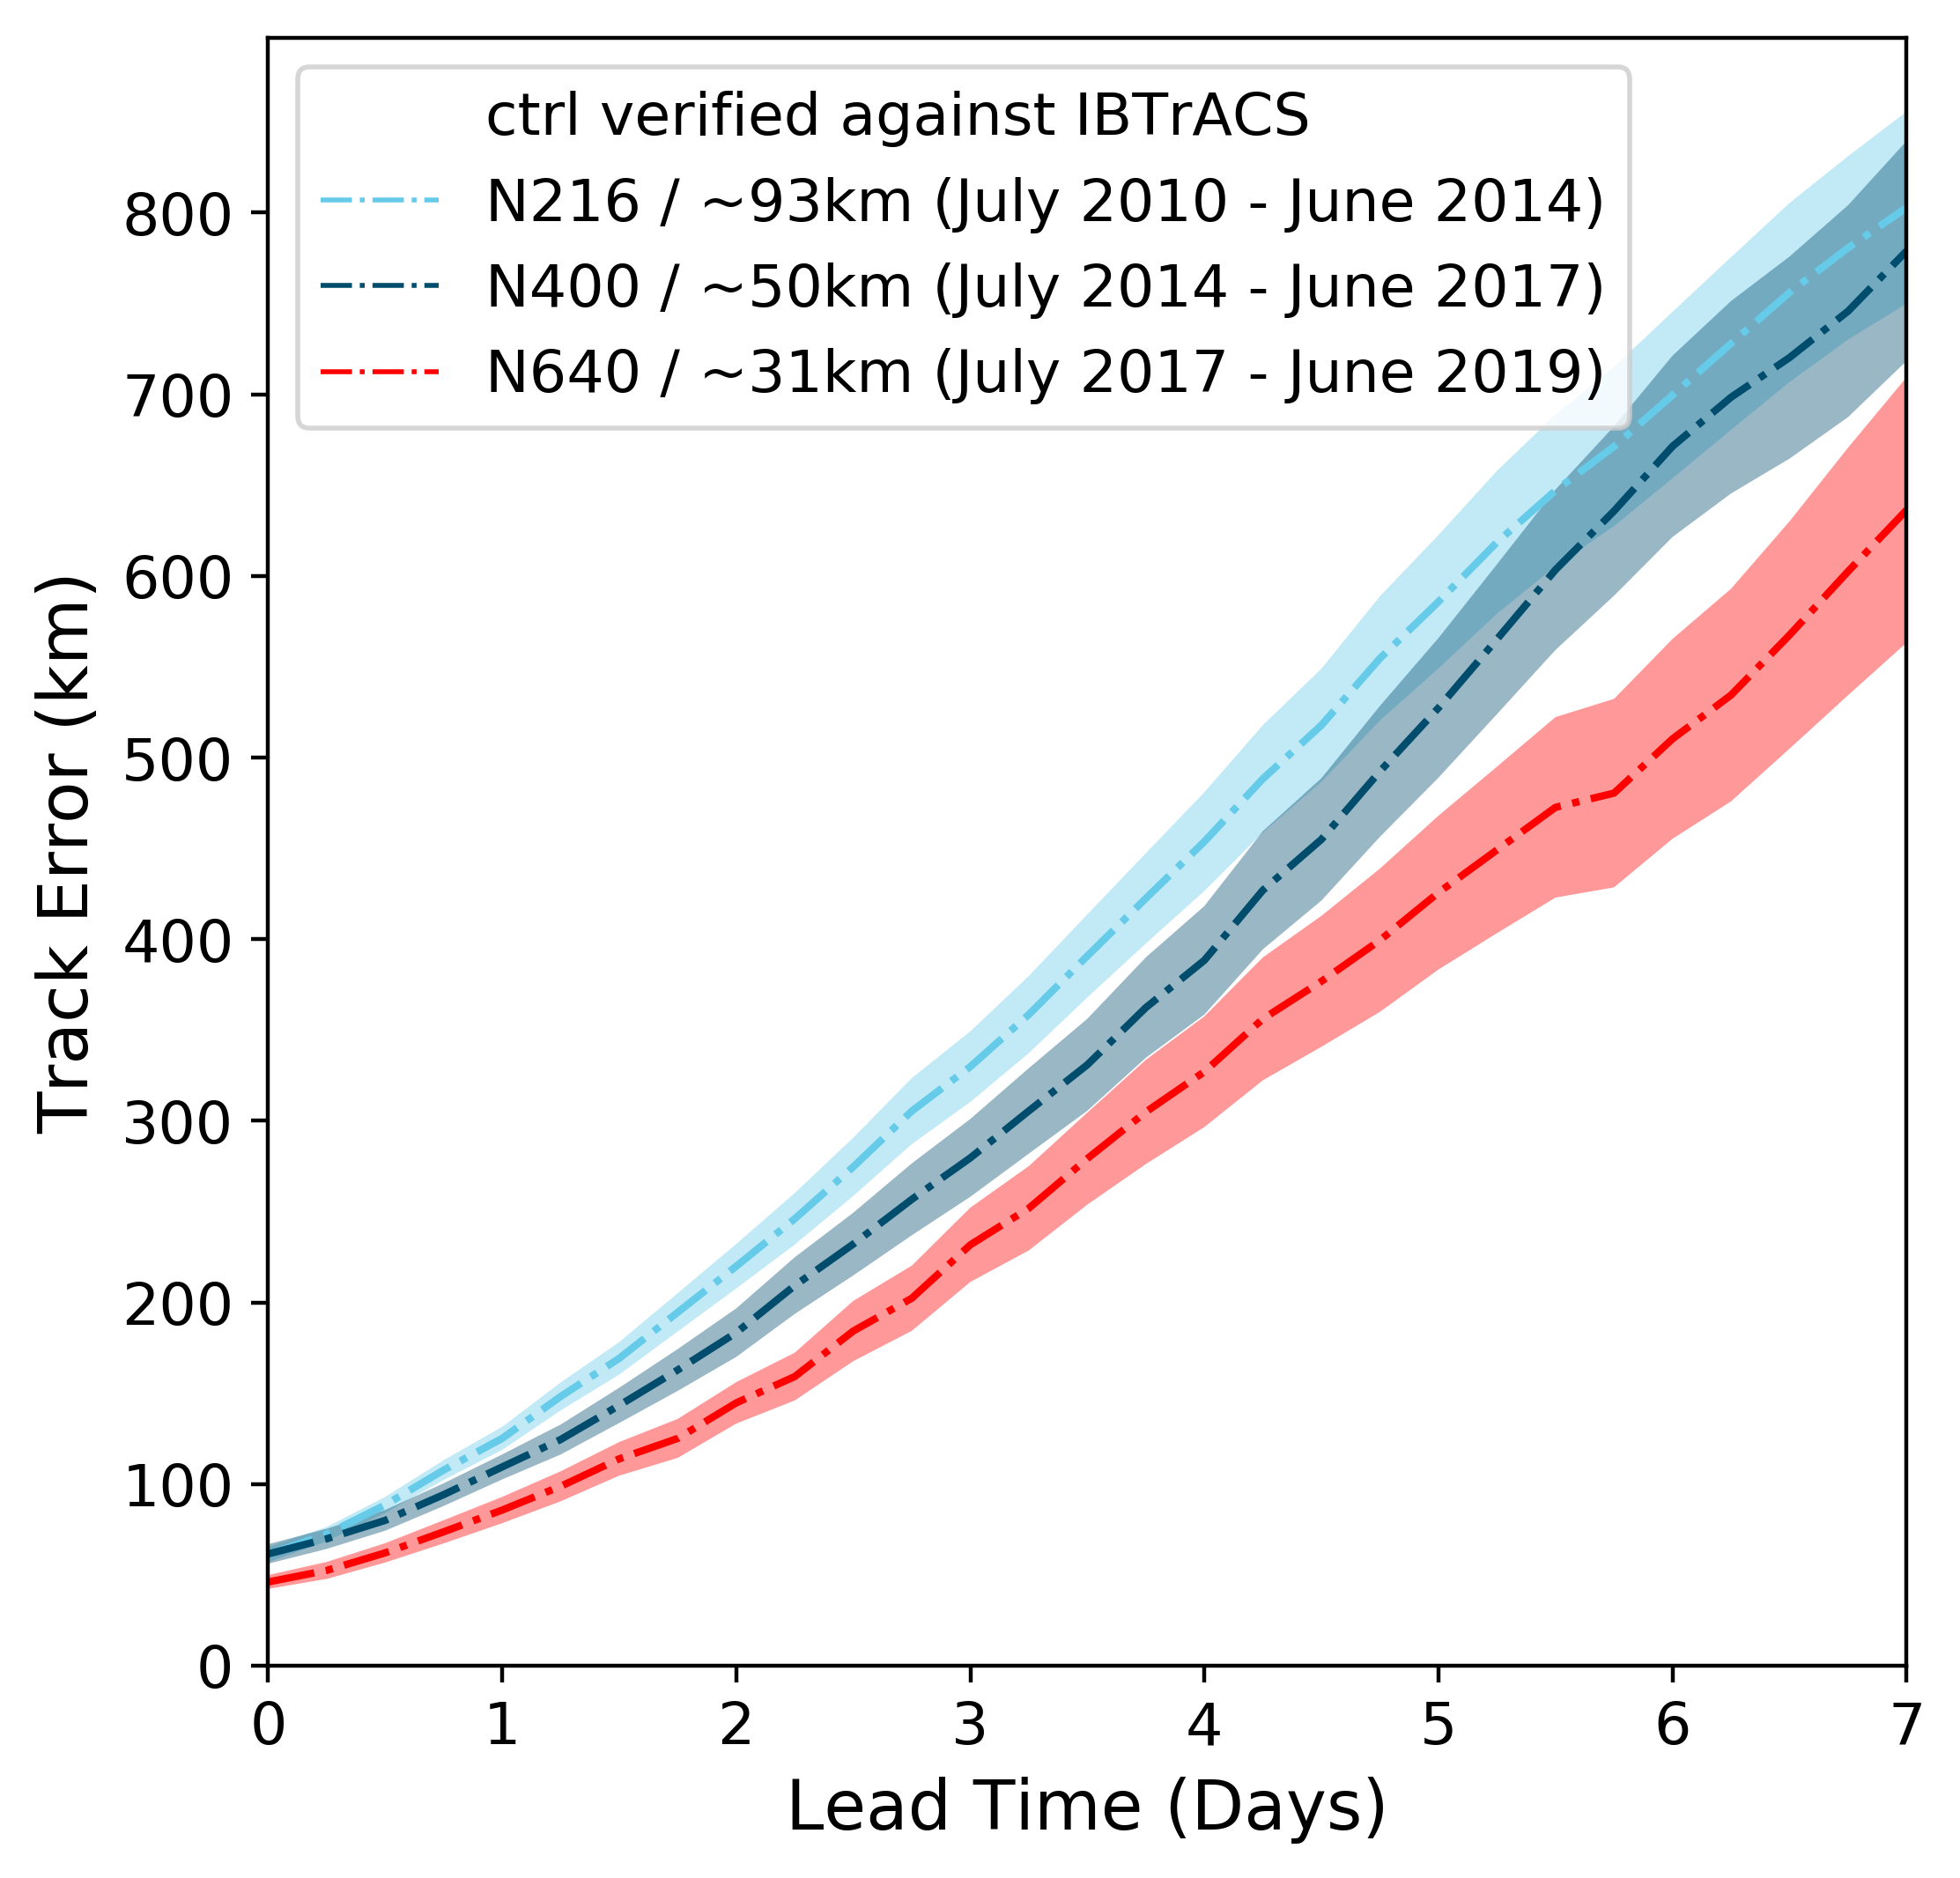 ctrl verified against IBTrACS
N216 / ~93km (July 2010 - June 2014)
N400 / ~50km (July 2014 - June 2017)
N640 / ~31km (July 2017 - June 2019)
Track Error (km)
800
700
600
500
400
300
200
100
0
0 1 2 3 4 5 6 7
Lead Time (Days)